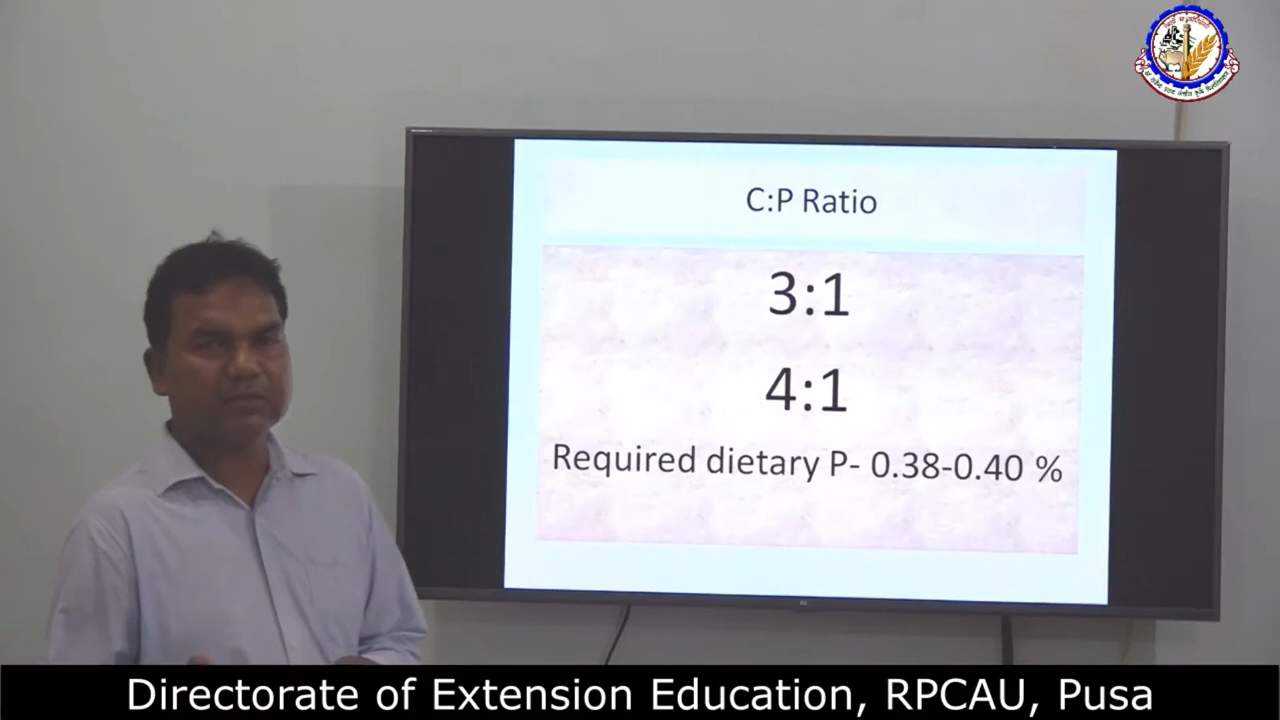 C:P Ratio
3:1
4:1
Required dietary P- 0.38-0.40 %
Directorate of Extension Education, RPCAU, Pusa